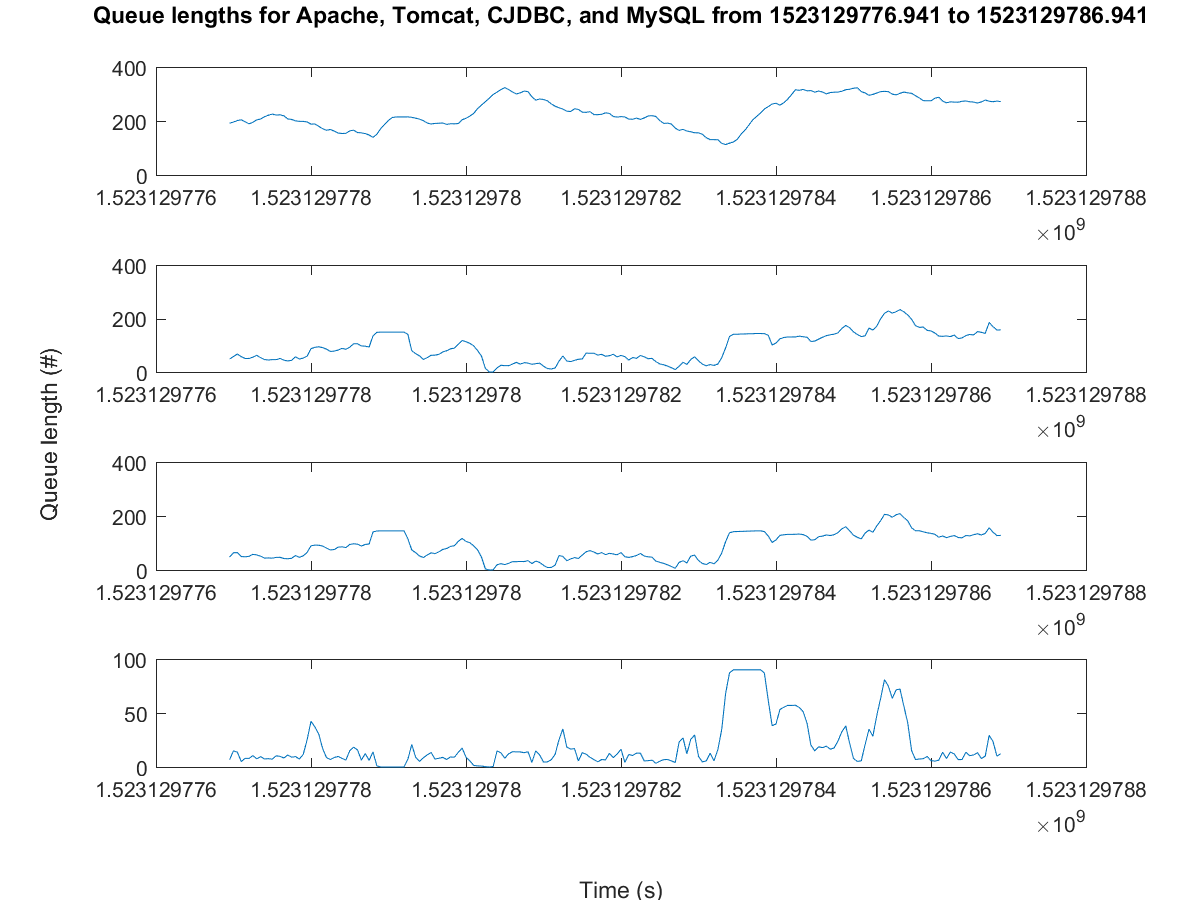 Queue lengths for Apache, Tomcat, CJDBC, and MySQL from 1523129776.941 to 1523129786.941
400
200
0
1.523129776 1.523129778 1.52312978 1.523129782 1.523129784 1.523129786 1.523129788
×10⁹
400
200
0
1.523129776 1.523129778 1.52312978 1.523129782 1.523129784 1.523129786 1.523129788
×10⁹
Queue length (#)
400
200
0
1.523129776 1.523129778 1.52312978 1.523129782 1.523129784 1.523129786 1.523129788
×10⁹
100
50
0
1.523129776 1.523129778 1.52312978 1.523129782 1.523129784 1.523129786 1.523129788
×10⁹
Time (s)